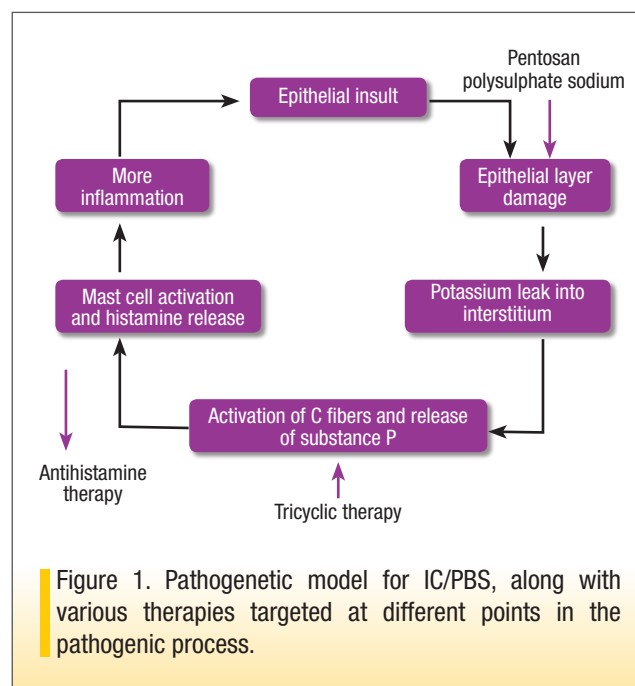 Pentosan
polysulphate sodium
Epithelial insult
Epithelial layer
damage
More
inflammation
Mast cell activation
and histamine release
Potassium leak into
interstitium
Activation of C fibers and release
of substance P
Antihistamine
therapy
Tricyclic therapy
Figure 1. Pathogenetic model for IC/PBS, along with
various therapies targeted at different points in the
pathogenic process.